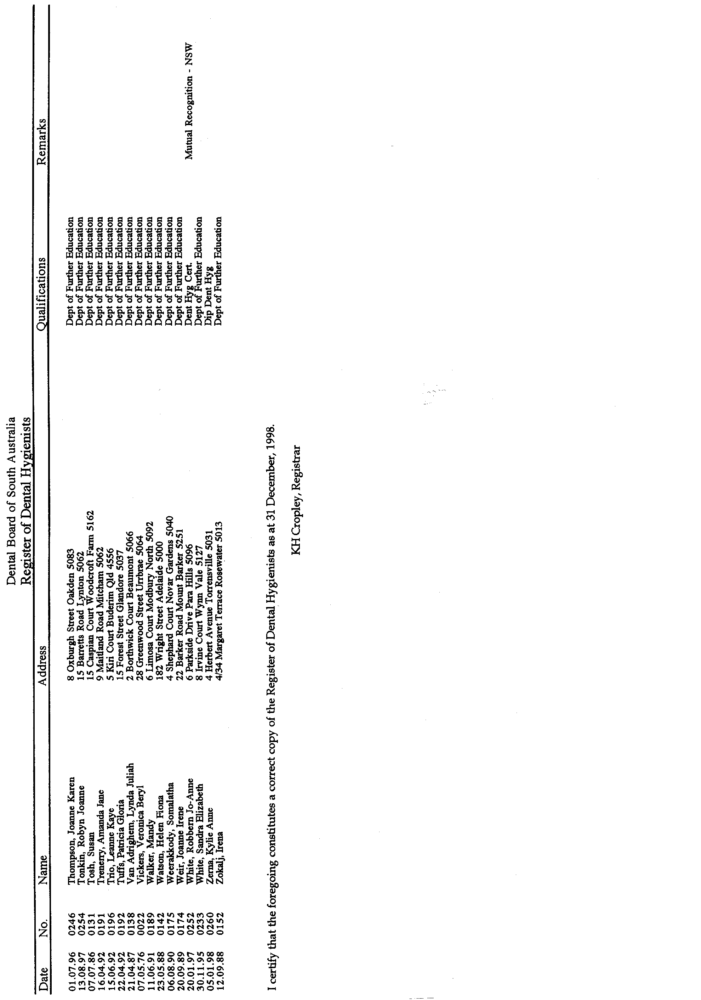 Dental Board of South Australia
Register of Dental Hygienists
Date No. Name Address Qualifications Remarks
01.07.96 0246 Thompson, Joanne Karen 8 Oxburgh Street Oakden 5083 Dept of Further Education
13.08.97 0254 Tonkin, Robyn Joanne 15 Barretts Road Lynton 5062 Dept of Further Education
07.07.86 0131 Tosh, Susan 15 Caspian Court Woodcroft Farm 5162 Dept of Further Education
16.04.92 0191 Trenerry, Amanda Jane 9 Maitland Road Mitcham 5062 Dept of Further Education
15.06.92 0196 Trio, Leanne Kaye 5 Kiri Court Buderim Qld 4556 Dept of Further Education
22.04.92 0192 Tuffs, Patricia Gloria 15 Forest Street Glandore 5037 Dept of Further Education
21.04.87 0138 Van Adrighem, Lynda Juliah 2 Borthwick Court Beaumont 5066 Dept of Further Education
07.05.76 0022 Vickers, Veronica Beryl 28 Greenwood Street Urrbrae 5064 Dept of Further Education
11.06.91 0189 Walker, Mandy 6 Limosa Court Modbury North 5092 Dept of Further Education
23.05.88 0142 Watson, Helen Fiona 182 Wright Street Adelaide 5000 Dept of Further Education
06.08.90 0175 Weerakkody, Somalatha 4 Shephard Court Novar Gardens 5040 Dept of Further Education
20.09.89 0174 Weir, Joanne Irene 22 Barker Road Mount Barker 5251 Dept of Further Education
20.01.97 0252 White, Robbern Jo-Anne 6 Parkside Drive Para Hills 5096 Dent Hyg Cert. Mutual Recognition - NSW
30.11.95 0233 White, Sandra Elizabeth 8 Irvine Court Wynn Vale 5127 Dept of Further Education
05.01.98 0260 Zerna, Kylie Anne 4 Herbert Avenue Torrensville 5031 Dip Dent Hyg
12.09.88 0152 Zokalj, Irena 4/34 Margaret Terrace Rosewater 5013 Dept of Further Education
I certify that the foregoing constitutes a correct copy of the Register of Dental Hygienists as at 31 December, 1998.
KH Cropley, Registrar